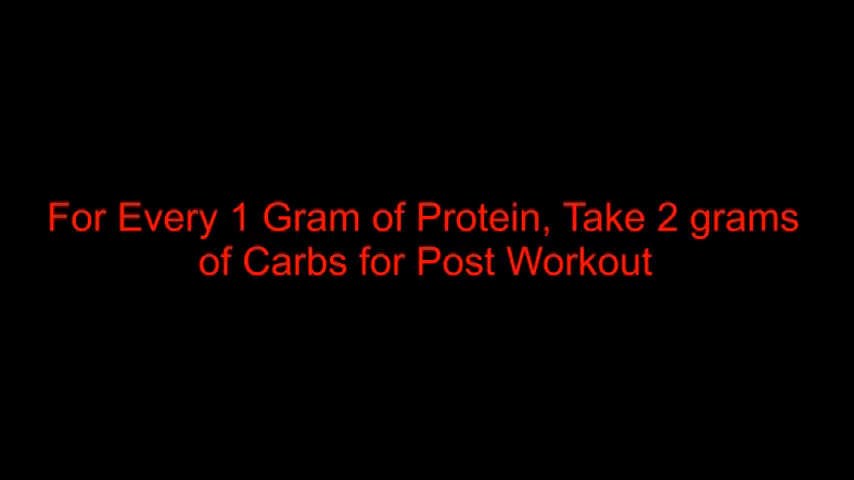 For Every 1 Gram of Protein, Take 2 grams
of Carbs for Post Workout